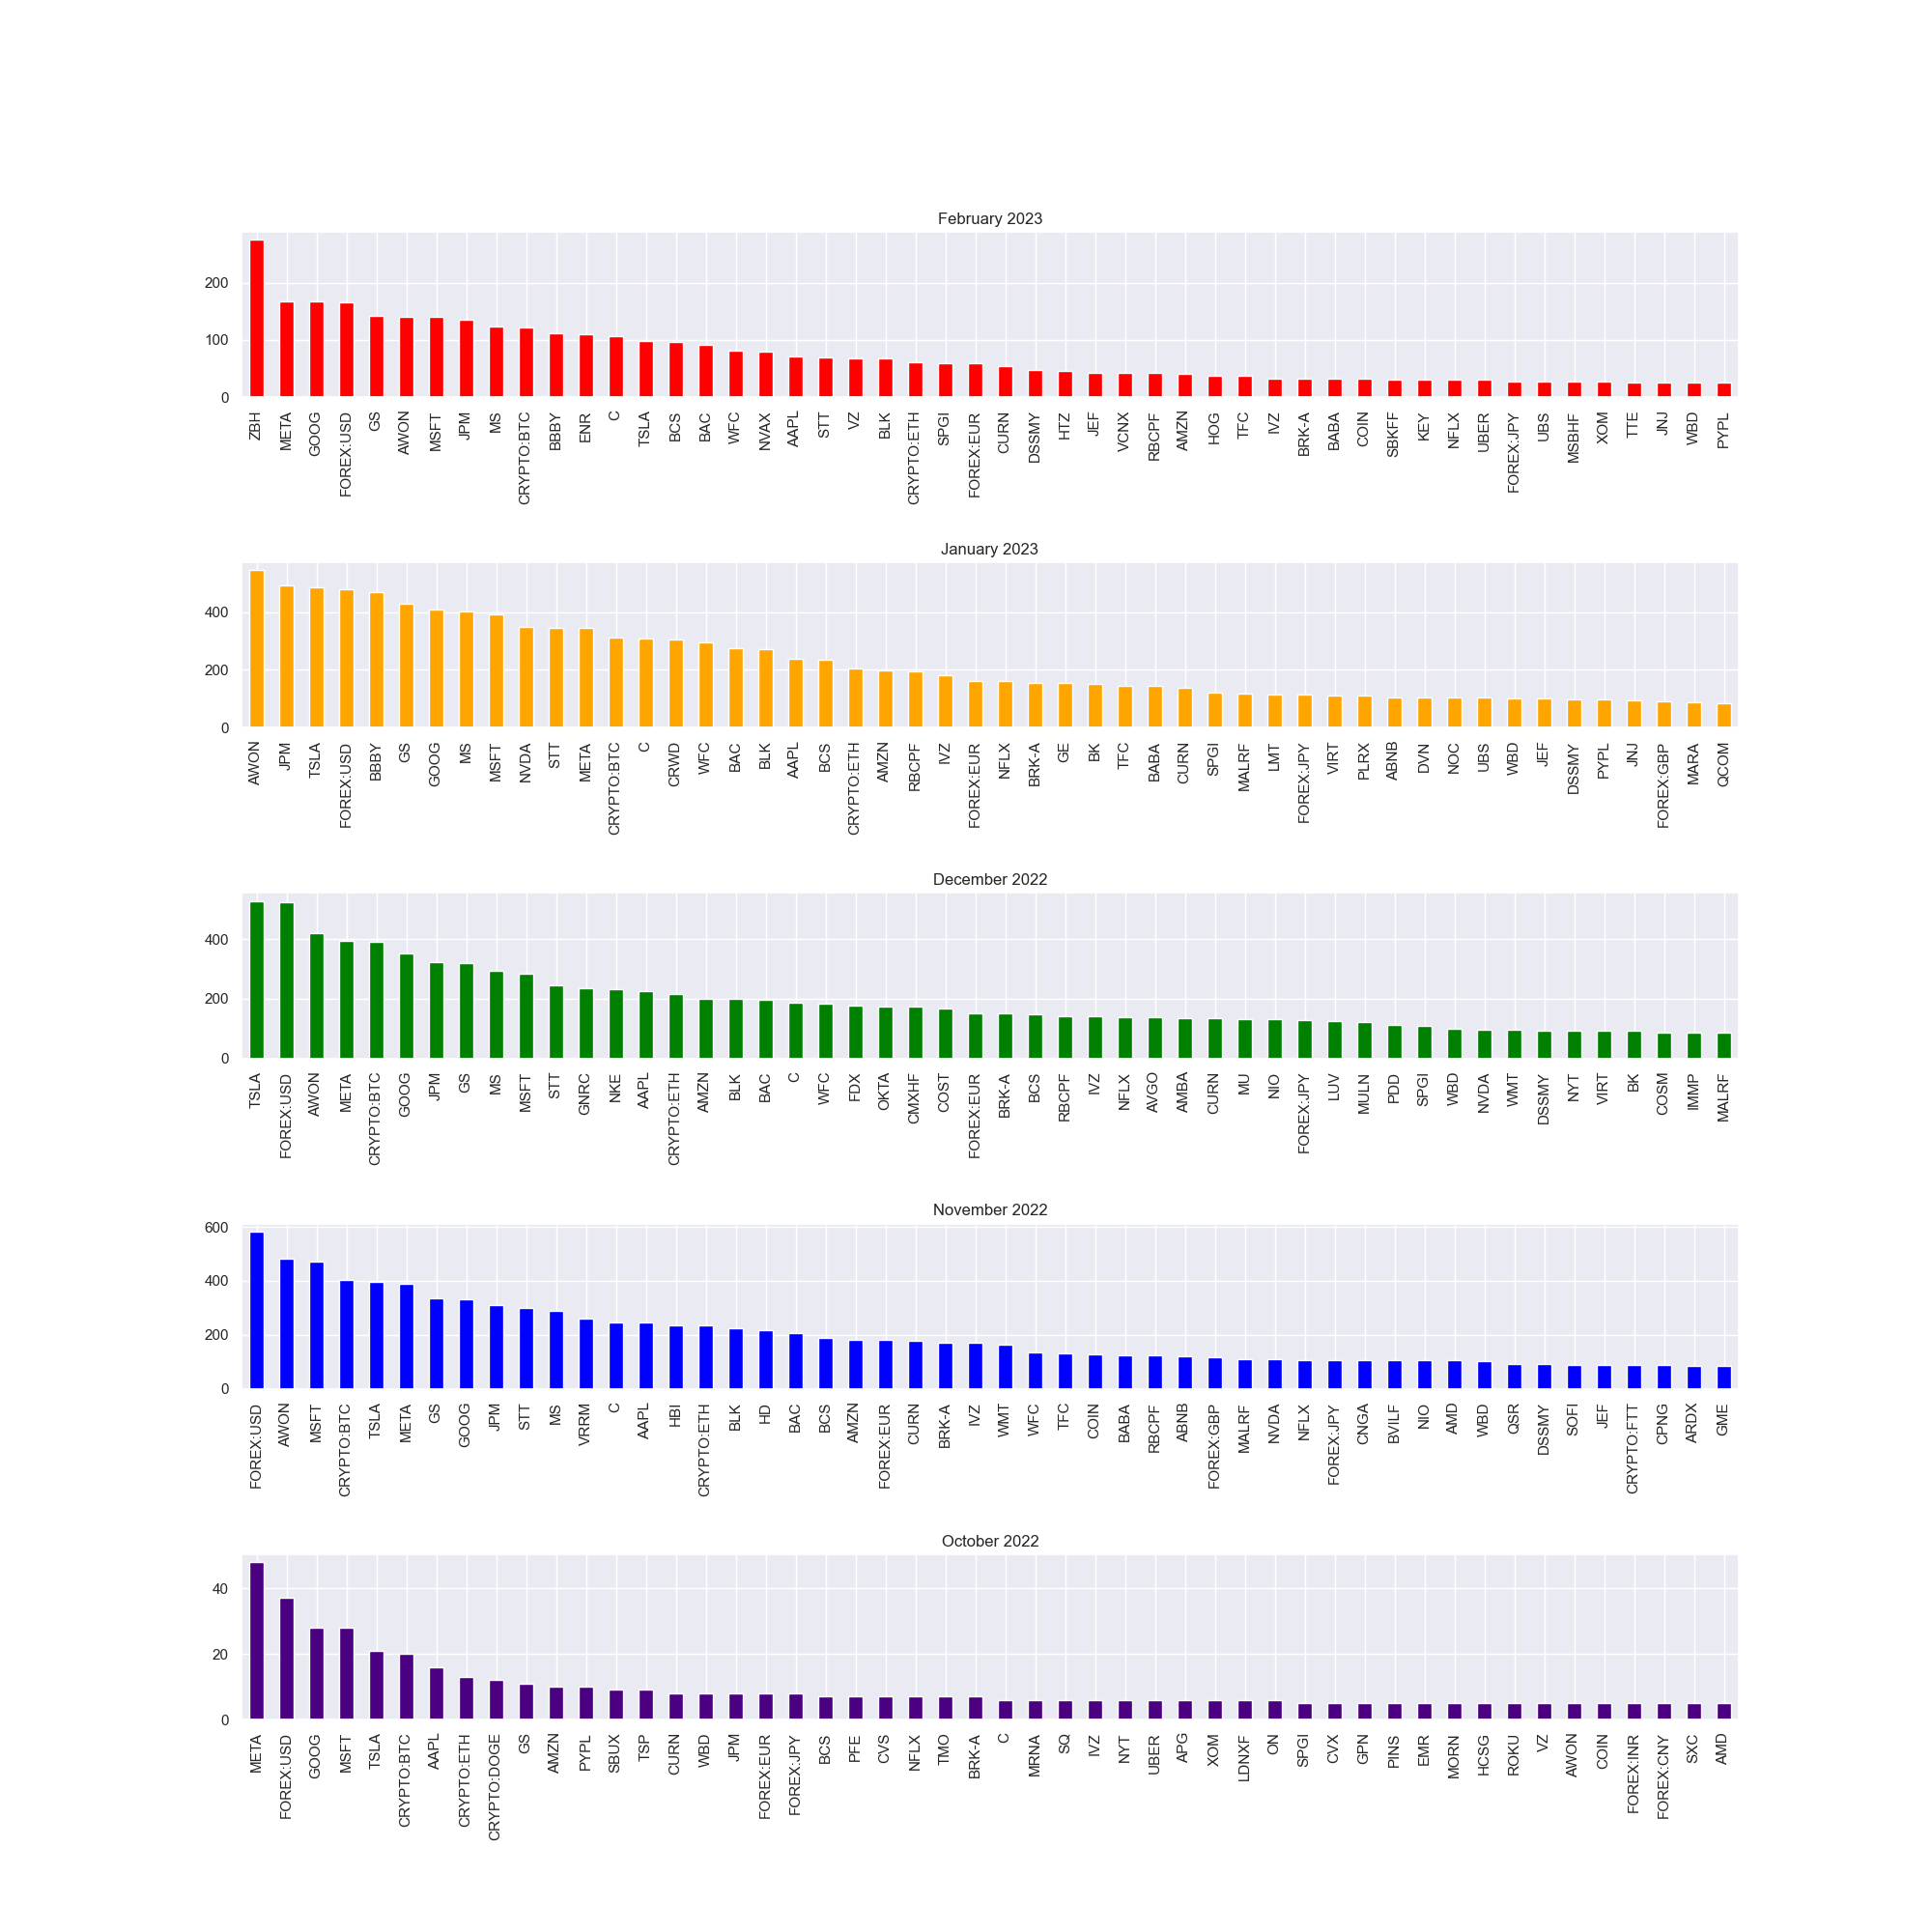 February 2023
200
100
0
ZBH META GOOG FOREX:USD GS AWON MSFT JPM MS CRYPTO:BTC BBBY ENR C TSLA BCS BAC WFC NVAX AAPL STT VZ BLK CRYPTO:ETH SPGI FOREX:EUR CURN DSSMY HTZ JEF VCNX RBCPF AMZN HOG TFC IVZ BRK-A BABA COIN SBKFF KEY NFLX UBER FOREX:JPY UBS MSBHF XOM TTE JNJ WBD PYPL
January 2023
400
200
0
AWON JPM TSLA FOREX:USD BBBY GS GOOG MS MSFT NVDA STT META CRYPTO:BTC C CRWD WFC BAC BLK AAPL BCS CRYPTO:ETH AMZN RBCPF IVZ FOREX:EUR NFLX BRK-A GE BK TFC BABA CURN SPGI MALRF LMT FOREX:JPY VIRT PLRX ABNB DVN NOC UBS WBD JEF DSSMY PYPL JNJ FOREX:GBP MARA QCOM
December 2022
400
200
0
TSLA FOREX:USD AWON META CRYPTO:BTC GOOG JPM GS MS MSFT STT GNRC NKE AAPL CRYPTO:ETH AMZN BLK BAC C WFC FDX OKTA CMXHF COST FOREX:EUR BRK-A BCS RBCPF IVZ NFLX AVGO AMBA CURN MU NIO FOREX:JPY LUV MULN PDD SPGI WBD NVDA WMT DSSMY NYT VIRT BK COSM IMMP MALRF
November 2022
600
400
200
0
FOREX:USD AWON MSFT CRYPTO:BTC TSLA META GS GOOG JPM STT MS VRRM C AAPL HBI CRYPTO:ETH BLK HD BAC BCS AMZN FOREX:EUR CURN BRK-A IVZ WMT WFC TFC COIN BABA RBCPF ABNB FOREX:GBP MALRF NVDA NFLX FOREX:JPY CNGA BVILF NIO AMD WBD QSR DSSMY SOFI JEF CRYPTO:FTT CPNG ARDX GME
October 2022
40
20
0
META FOREX:USD GOOG MSFT TSLA CRYPTO:BTC AAPL CRYPTO:ETH CRYPTO:DOGE GS AMZN PYPL SBUX TSP CURN WBD JPM FOREX:EUR FOREX:JPY BCS PFE CVS NFLX TMO BRK-A C MRNA SQ IVZ NYT UBER APG XOM LDNXF ON SPGI CVX GPN PINS EMR MORN HCSG ROKU VZ AWON COIN FOREX:INR FOREX:CNY SXC AMD